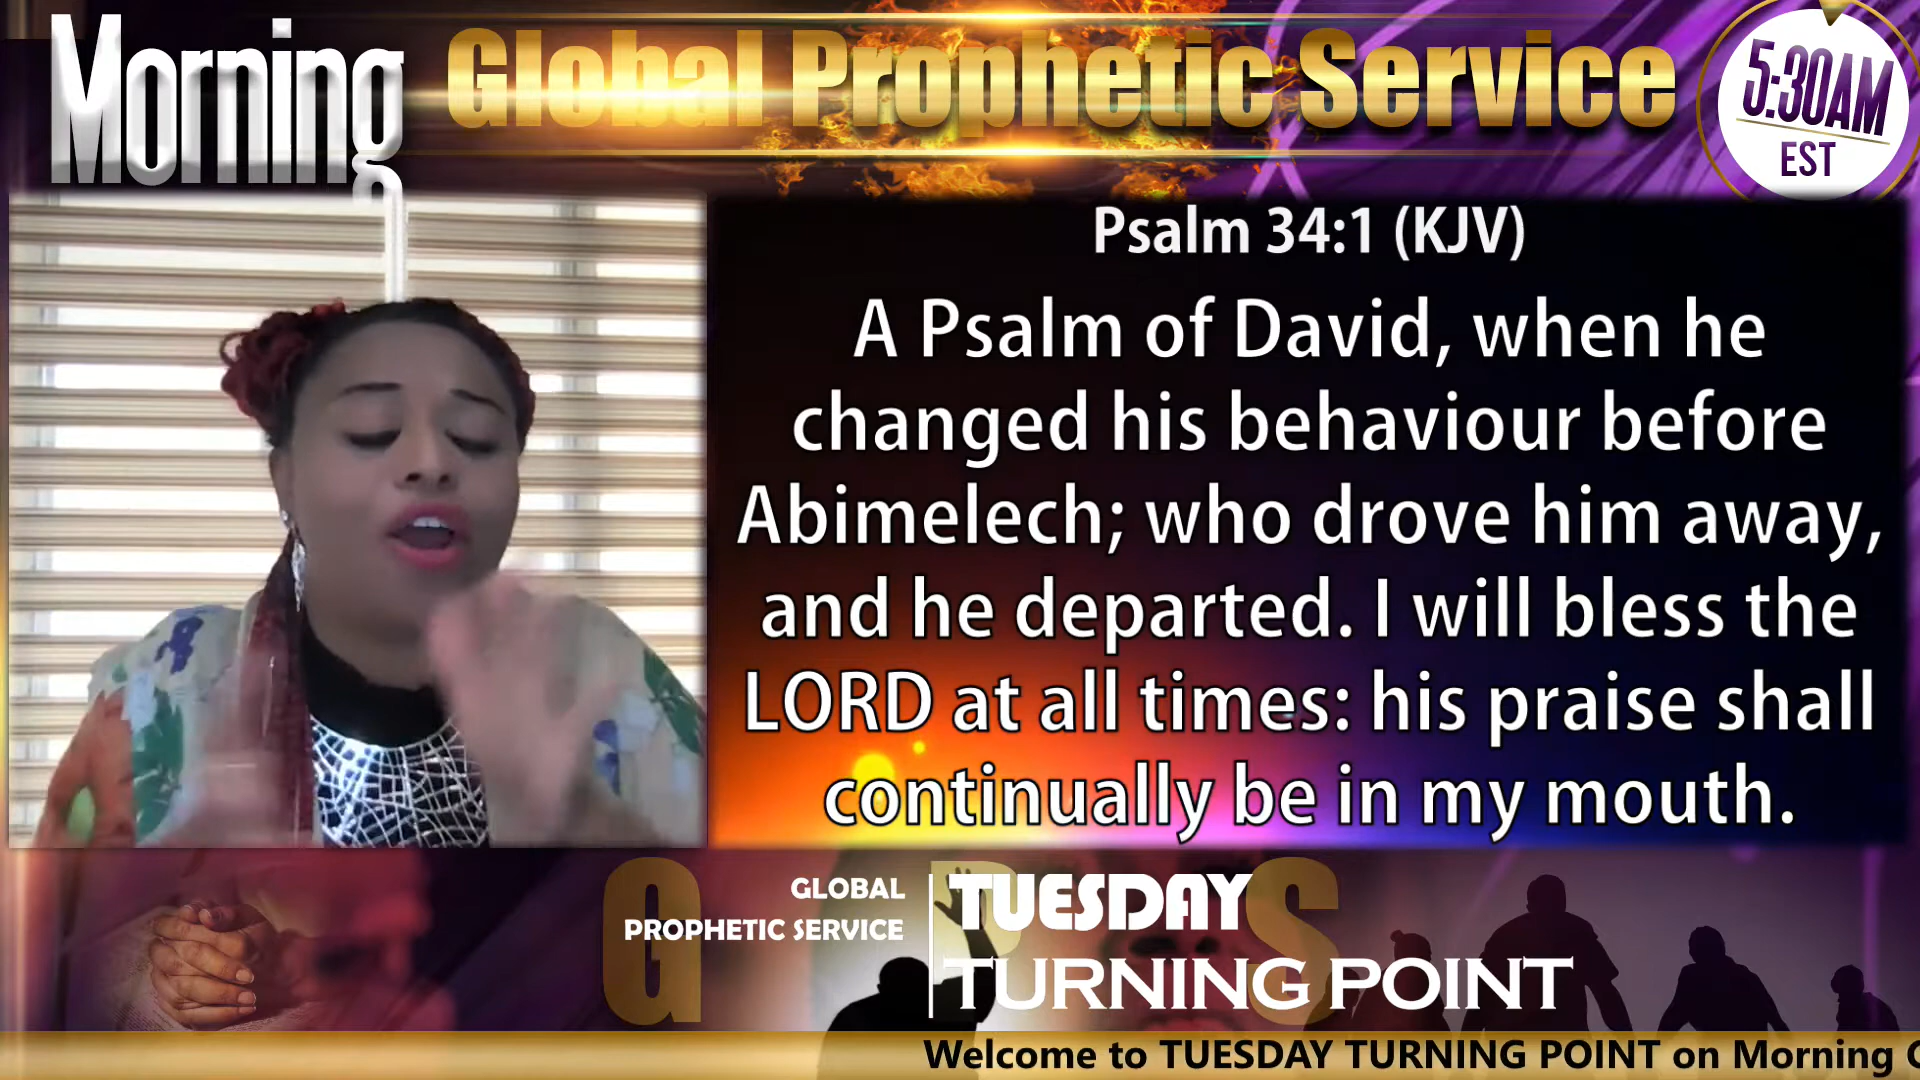 Morning
Global Prophetic Service
5:30AM
EST
Psalm 34:1 (KJV)
A Psalm of David, when he
changed his behaviour before
Abimelech; who drove him away,
and he departed. I will bless the
LORD at all times: his praise shall
continually be in my mouth.
GPS
GLOBAL
PROPHETIC SERVICE
TUESDAY
TURNING POINT
Welcome to TUESDAY TURNING POINT on Morning